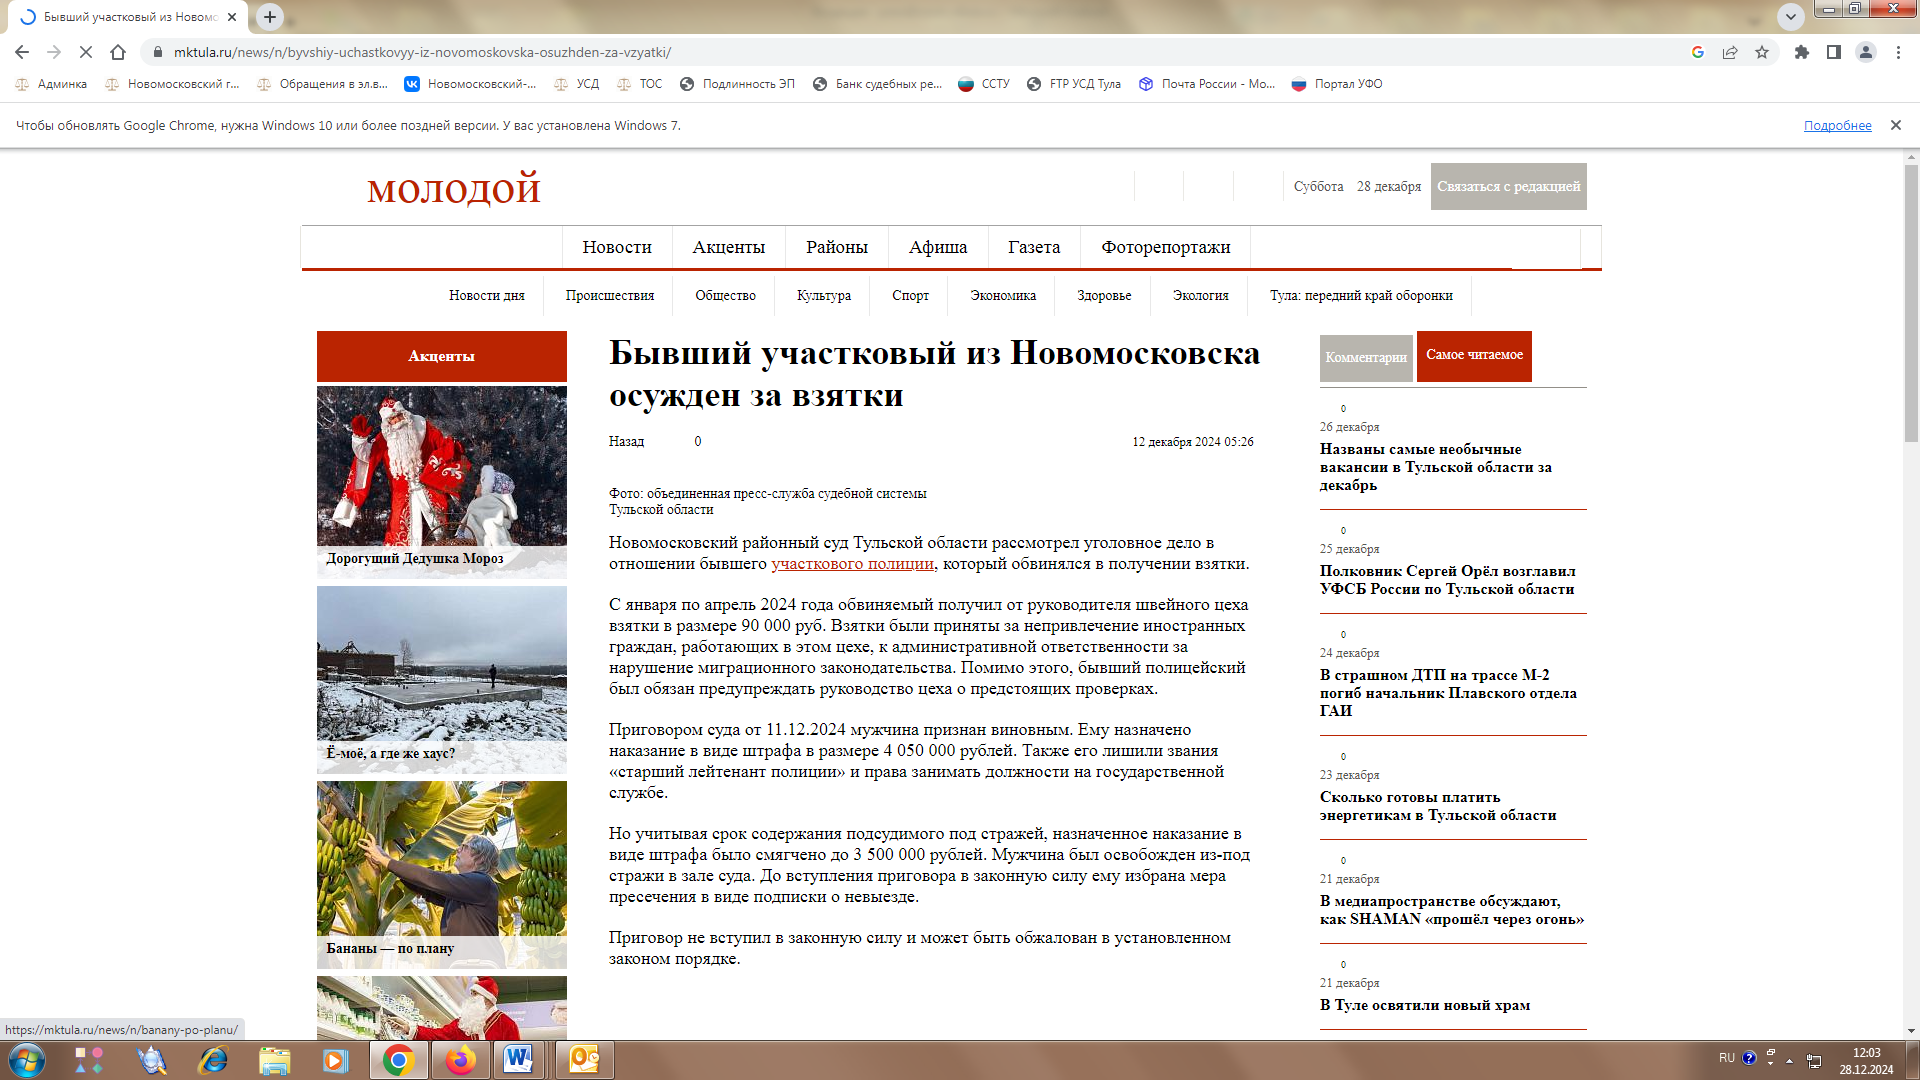 Бывший участковый из Новомо
mktula.ru/news/n/byvshiy-uchastkovyy-iz-novomoskovska-osuzhden-za-vzyatki/
Админка
Новомосковский г...
Обращения в эл.в...
Новомосковский-...
УСД
ТОС
Подлинность ЭП
Банк судебных ре...
ССТУ
FTP УСД Тула
Почта России - Мо...
Портал УФО
Чтобы обновлять Google Chrome, нужна Windows 10 или более поздней версии. У вас установлена Windows 7.
Подробнее
молодой
Суббота 28 декабря
Связаться с редакцией
Новости
Акценты
Районы
Афиша
Газета
Фоторепортажи
Новости дня
Происшествия
Общество
Культура
Спорт
Экономика
Здоровье
Экология
Тула: передний край оборонки
Акценты
Дорогущий Дедушка Мороз
Ё-моё, а где же хаус?
Бананы — по плану
Бывший участковый из Новомосковска
осужден за взятки
Назад
0
12 декабря 2024 05:26
Фото: объединенная пресс-служба судебной системы
Тульской области
Новомосковский районный суд Тульской области рассмотрел уголовное дело в
отношении бывшего участкового полиции, который обвинялся в получении взятки.
С января по апрель 2024 года обвиняемый получил от руководителя швейного цеха
взятки в размере 90 000 руб. Взятки были приняты за непривлечение иностранных
граждан, работающих в этом цехе, к административной ответственности за
нарушение миграционного законодательства. Помимо этого, бывший полицейский
был обязан предупреждать руководство цеха о предстоящих проверках.
Приговором суда от 11.12.2024 мужчина признан виновным. Ему назначено
наказание в виде штрафа в размере 4 050 000 рублей. Также его лишили звания
«старший лейтенант полиции» и права занимать должности на государственной
службе.
Но учитывая срок содержания подсудимого под стражей, назначенное наказание в
виде штрафа было смягчено до 3 500 000 рублей. Мужчина был освобожден из-под
стражи в зале суда. До вступления приговора в законную силу ему избрана мера
пресечения в виде подписки о невыезде.
Приговор не вступил в законную силу и может быть обжалован в установленном
законом порядке.
Комментарии
Самое читаемое
0
26 декабря
Названы самые необычные
вакансии в Тульской области за
декабрь
0
25 декабря
Полковник Сергей Орёл возглавил
УФСБ России по Тульской области
0
24 декабря
В страшном ДТП на трассе М-2
погиб начальник Плавского отдела
ГАИ
0
23 декабря
Сколько готовы платить
энергетикам в Тульской области
0
21 декабря
В медиапространстве обсуждают,
как SHAMAN «прошёл через огонь»
0
21 декабря
В Туле освятили новый храм
https://mktula.ru/news/n/banany-po-planu/
RU
12:03
28.12.2024